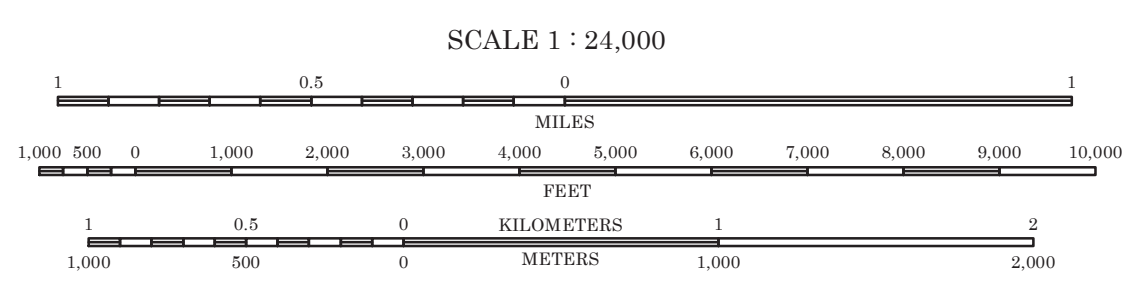 SCALE 1 : 24,000
1 0.5 0 1
MILES
1,000 500 0 1,000 2,000 3,000 4,000 5,000 6,000 7,000 8,000 9,000 10,000
FEET
1 0.5 0 KILOMETERS 1 2
1,000 500 0 METERS 1,000 2,000